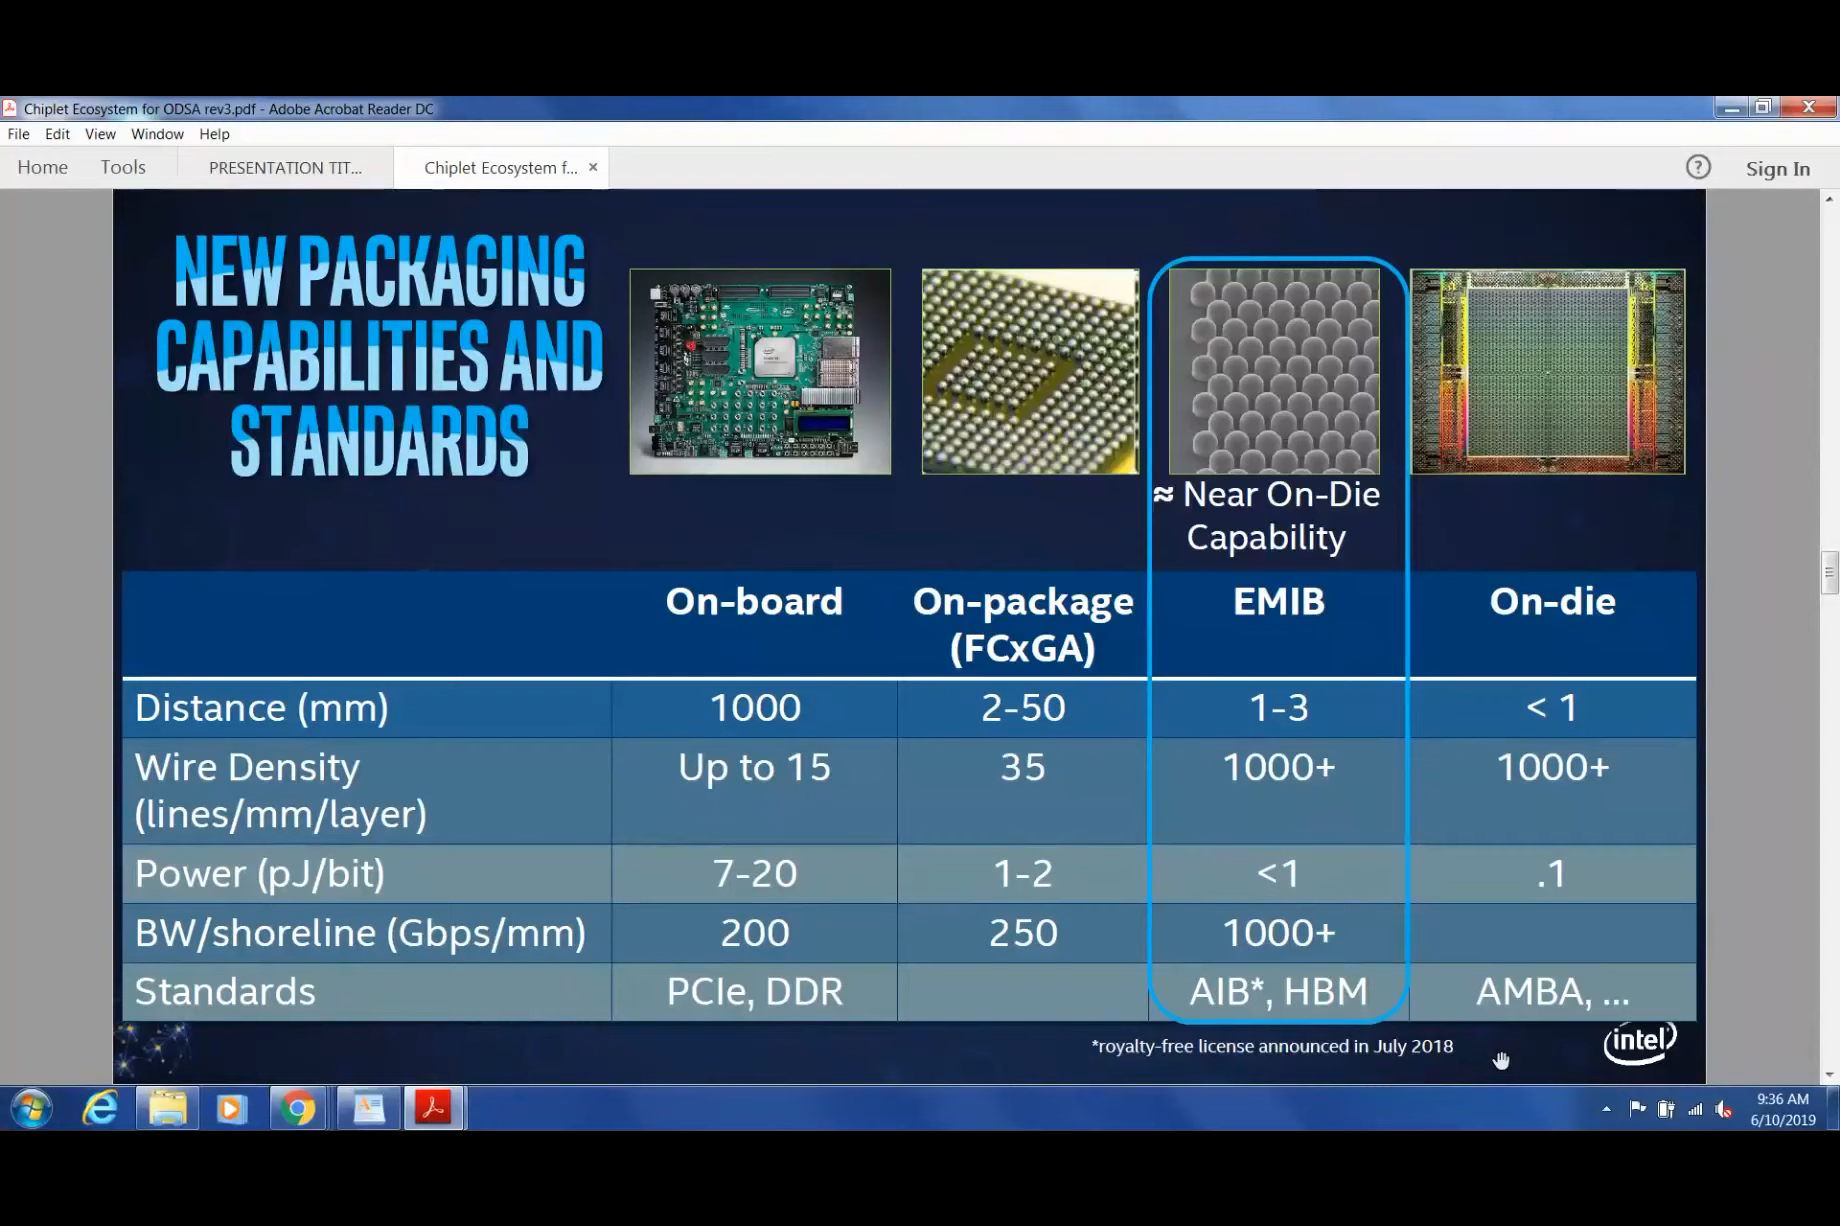 Chiplet Ecosystem for ODSA rev3.pdf - Adobe Acrobat Reader DC
File Edit View Window Help
Home Tools PRESENTATION TIT... Chiplet Ecosystem f... × ? Sign In
NEW PACKAGING
CAPABILITIES AND
STANDARDS
≈ Near On-Die
Capability
On-board On-package EMIB On-die
(FCxGA)
Distance (mm) 1000 2-50 1-3 < 1
Wire Density Up to 15 35 1000+ 1000+
(lines/mm/layer)
Power (pJ/bit) 7-20 1-2 <1 .1
BW/shoreline (Gbps/mm) 200 250 1000+
Standards PCIe, DDR AIB*, HBM AMBA, ...
*royalty-free license announced in July 2018
intel
9:36 AM
6/10/2019